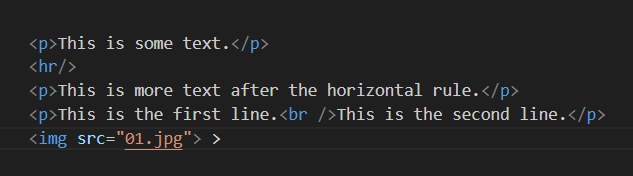 <p>This is some text.</p>
<hr/>
<p>This is more text after the horizontal rule.</p>
<p>This is the first line.<br />This is the second line.</p>
<img src="01.jpg"> >